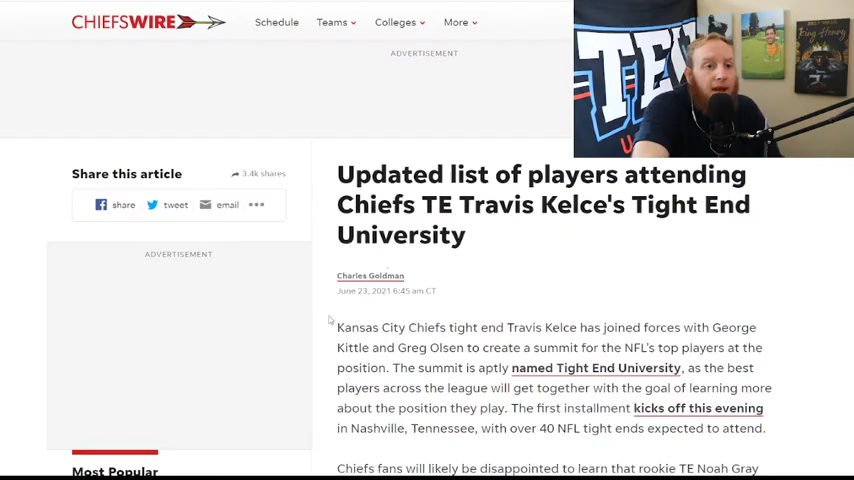 CHIEFSWIRE
Schedule Teams Colleges More
ADVERTISEMENT
TEN
U
King Henry
Share this article
3.4k shares
share tweet email
ADVERTISEMENT
Most Popular
Updated list of players attending
Chiefs TE Travis Kelce's Tight End
University
Charles Goldman
June 23, 2021 6:45 am CT
Kansas City Chiefs tight end Travis Kelce has joined forces with George
Kittle and Greg Olsen to create a summit for the NFL's top players at the
position. The summit is aptly named Tight End University, as the best
players across the league will get together with the goal of learning more
about the position they play. The first installment kicks off this evening
in Nashville, Tennessee, with over 40 NFL tight ends expected to attend.
Chiefs fans will likely be disappointed to learn that rookie TE Noah Gray